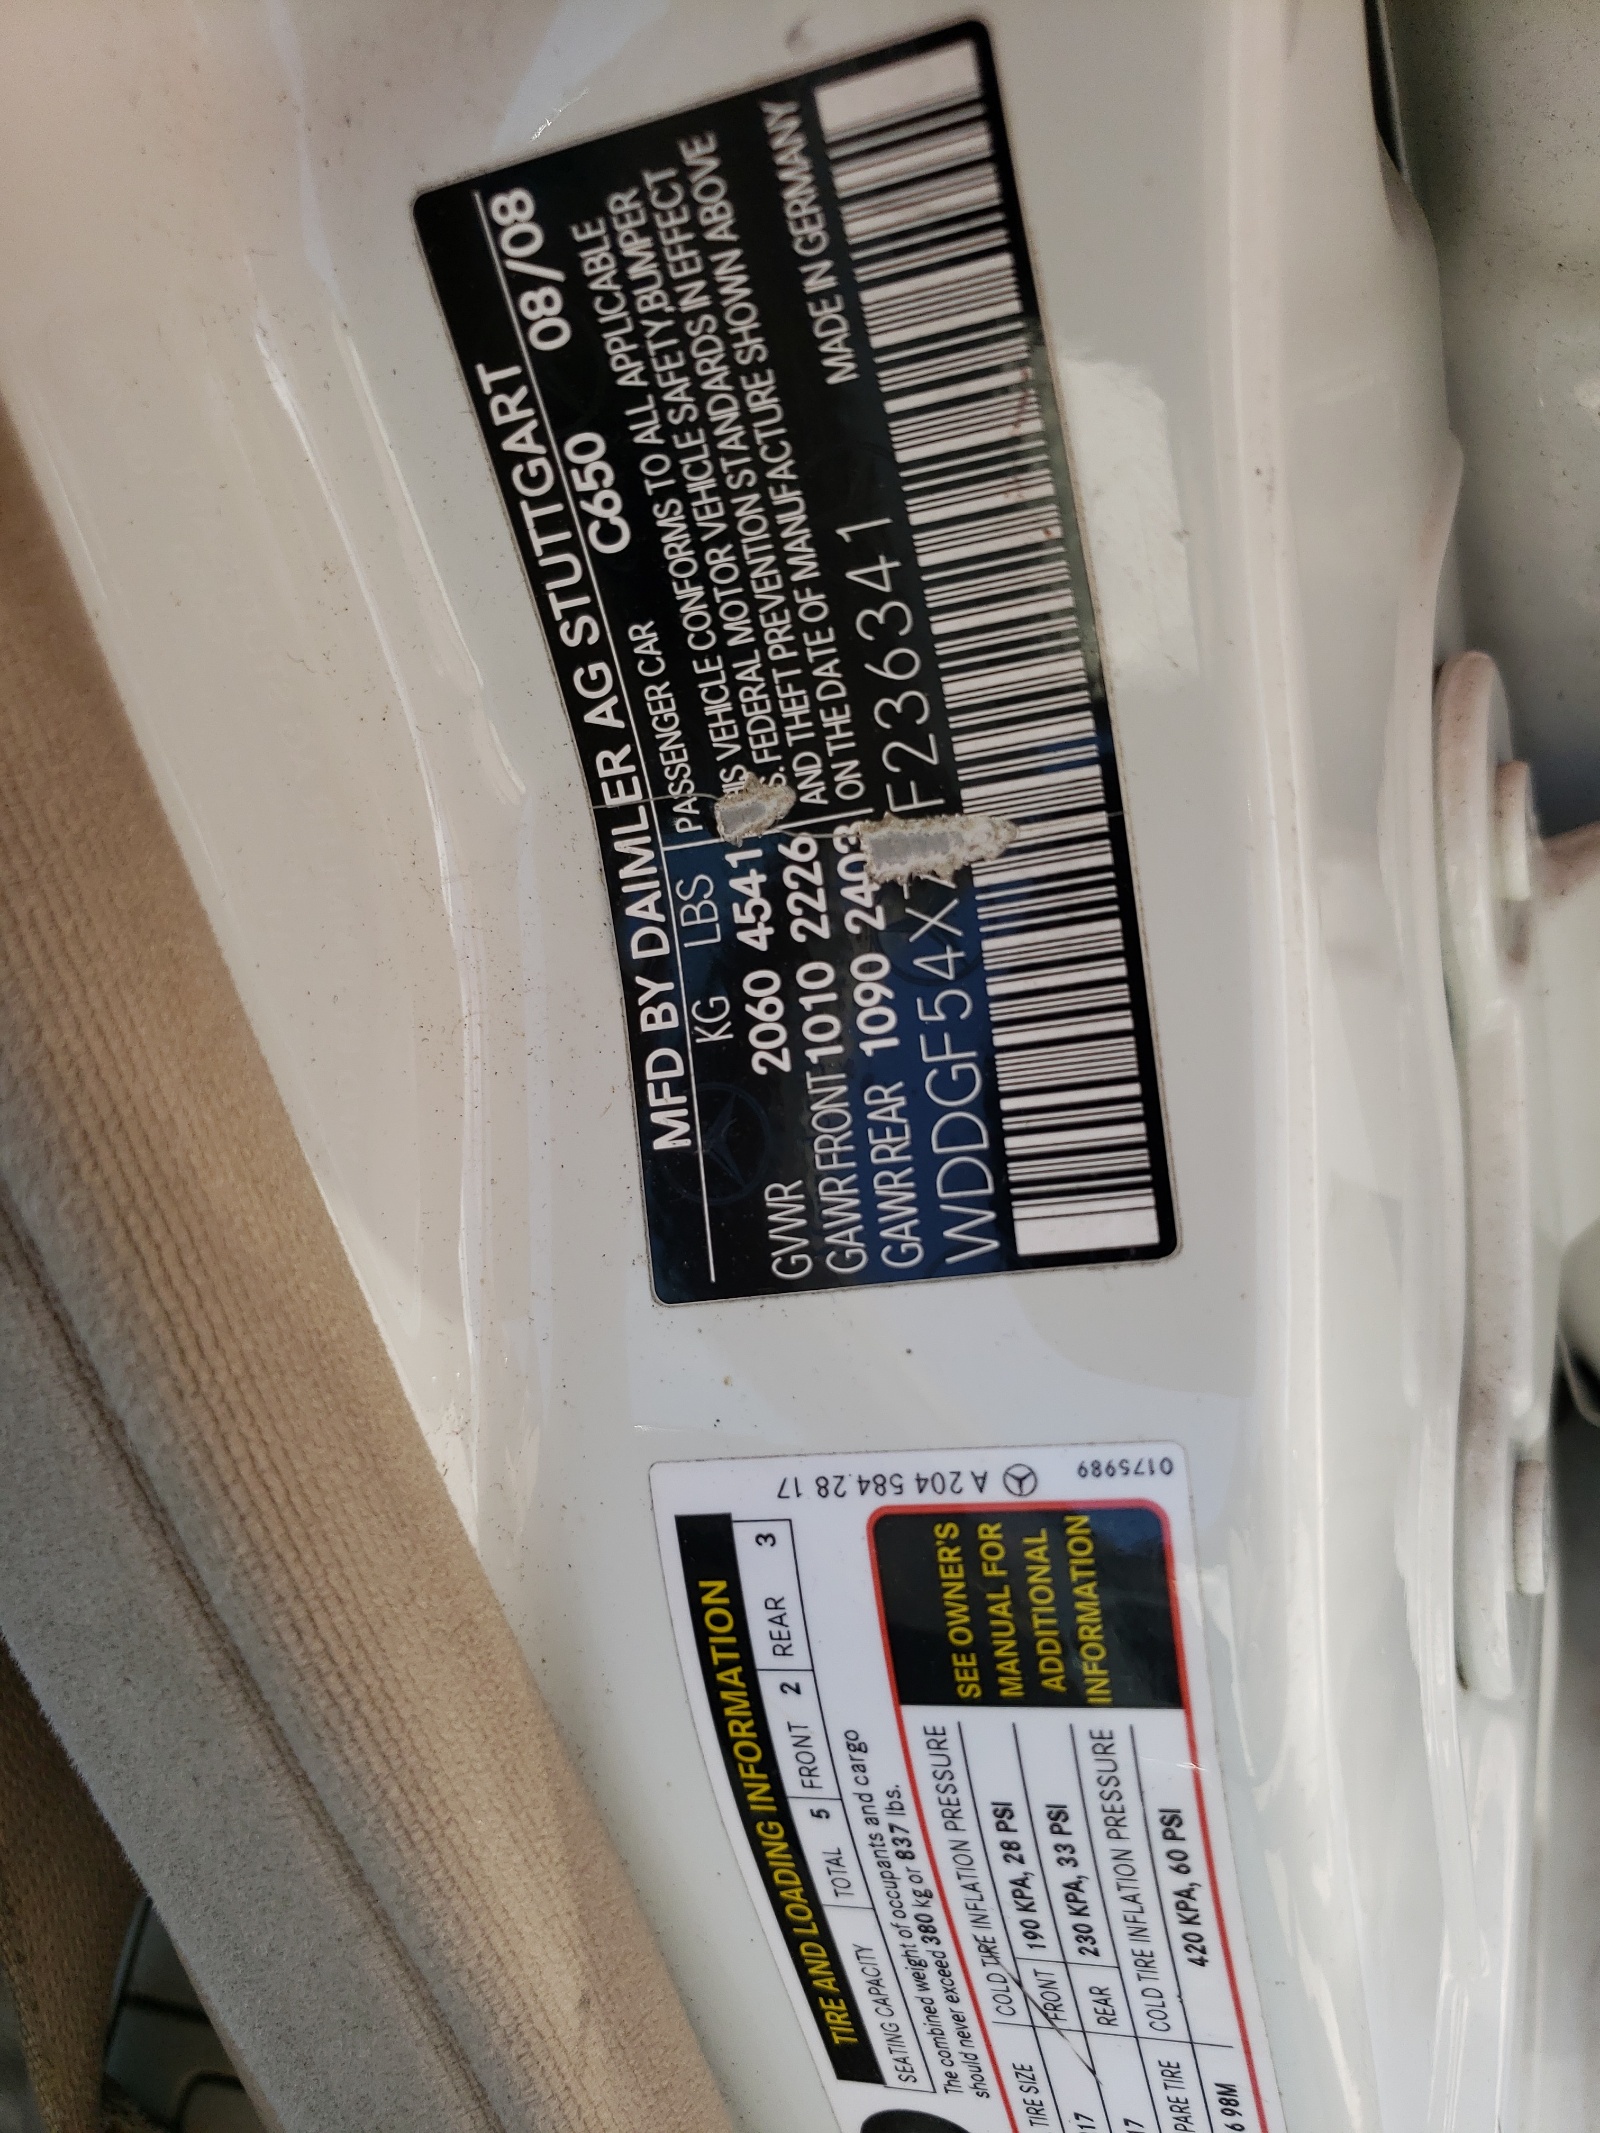 MFD BY DAIMLER AG STUTTGART
KG LBS PASSENGER CAR C650 08/08
GVWR 2060 4541
GAWR FRONT 1010 2226
GAWR REAR 1090 2403
VEHICLE CONFORMS TO ALL APPLICABLE
FEDERAL MOTOR VEHICLE SAFETY,BUMPER
AND THEFT PREVENTION STANDARDS IN EFFECT
ON THE DATE OF MANUFACTURE SHOWN ABOVE
MADE IN GERMANY
WDDGF54X F236341
TIRE AND LOADING INFORMATION
SEATING CAPACITY TOTAL 5 FRONT 2 REAR 3
The combined weight of occupants and cargo
should never exceed 380 kg or 837 lbs.
TIRE SIZE COLD TIRE INFLATION PRESSURE
17 FRONT 190 KPA, 28 PSI
17 REAR 230 KPA, 33 PSI
TIRE COLD TIRE INFLATION PRESSURE
98M 420 KPA, 60 PSI
SEE OWNER'S
MANUAL FOR
ADDITIONAL
INFORMATION
A 204 584.28 17
0175989